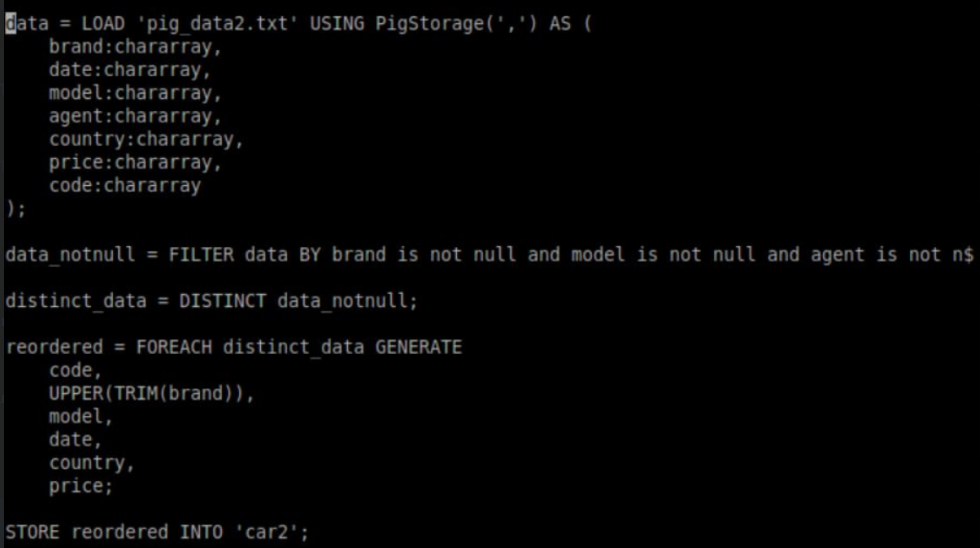 data = LOAD 'pig_data2.txt' USING PigStorage(',') AS (
    brand:chararray,
    date:chararray,
    model:chararray,
    agent:chararray,
    country:chararray,
    price:chararray,
    code:chararray
);
data_notnull = FILTER data BY brand is not null and model is not null and agent is not n$
distinct_data = DISTINCT data_notnull;
reordered = FOREACH distinct_data GENERATE
    code,
    UPPER(TRIM(brand)),
    model,
    date,
    country,
    price;
STORE reordered INTO 'car2';